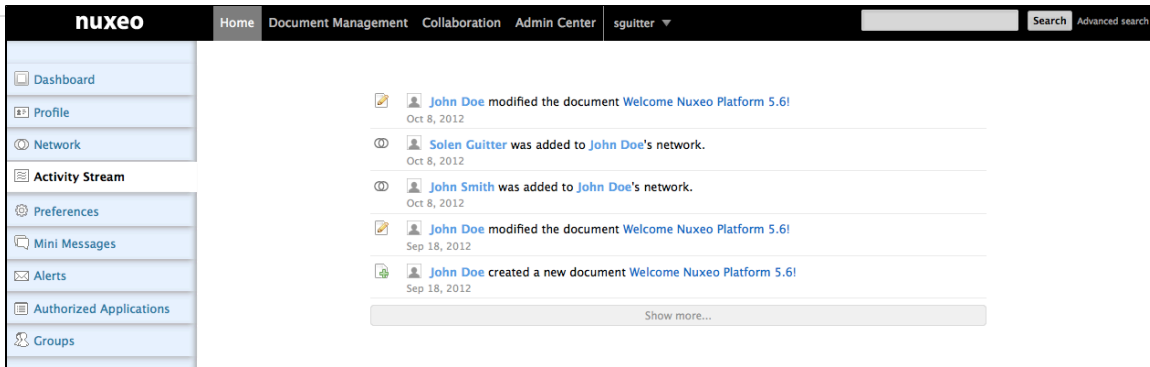 nuxeo
Home Document Management Collaboration Admin Center sguitter Search Advanced search
Dashboard
Profile
Network
Activity Stream
Preferences
Mini Messages
Alerts
Authorized Applications
Groups
John Doe modified the document Welcome Nuxeo Platform 5.6!
Oct 8, 2012
Solen Guitter was added to John Doe's network.
Oct 8, 2012
John Smith was added to John Doe's network.
Oct 8, 2012
John Doe modified the document Welcome Nuxeo Platform 5.6!
Sep 18, 2012
John Doe created a new document Welcome Nuxeo Platform 5.6!
Sep 18, 2012
Show more...